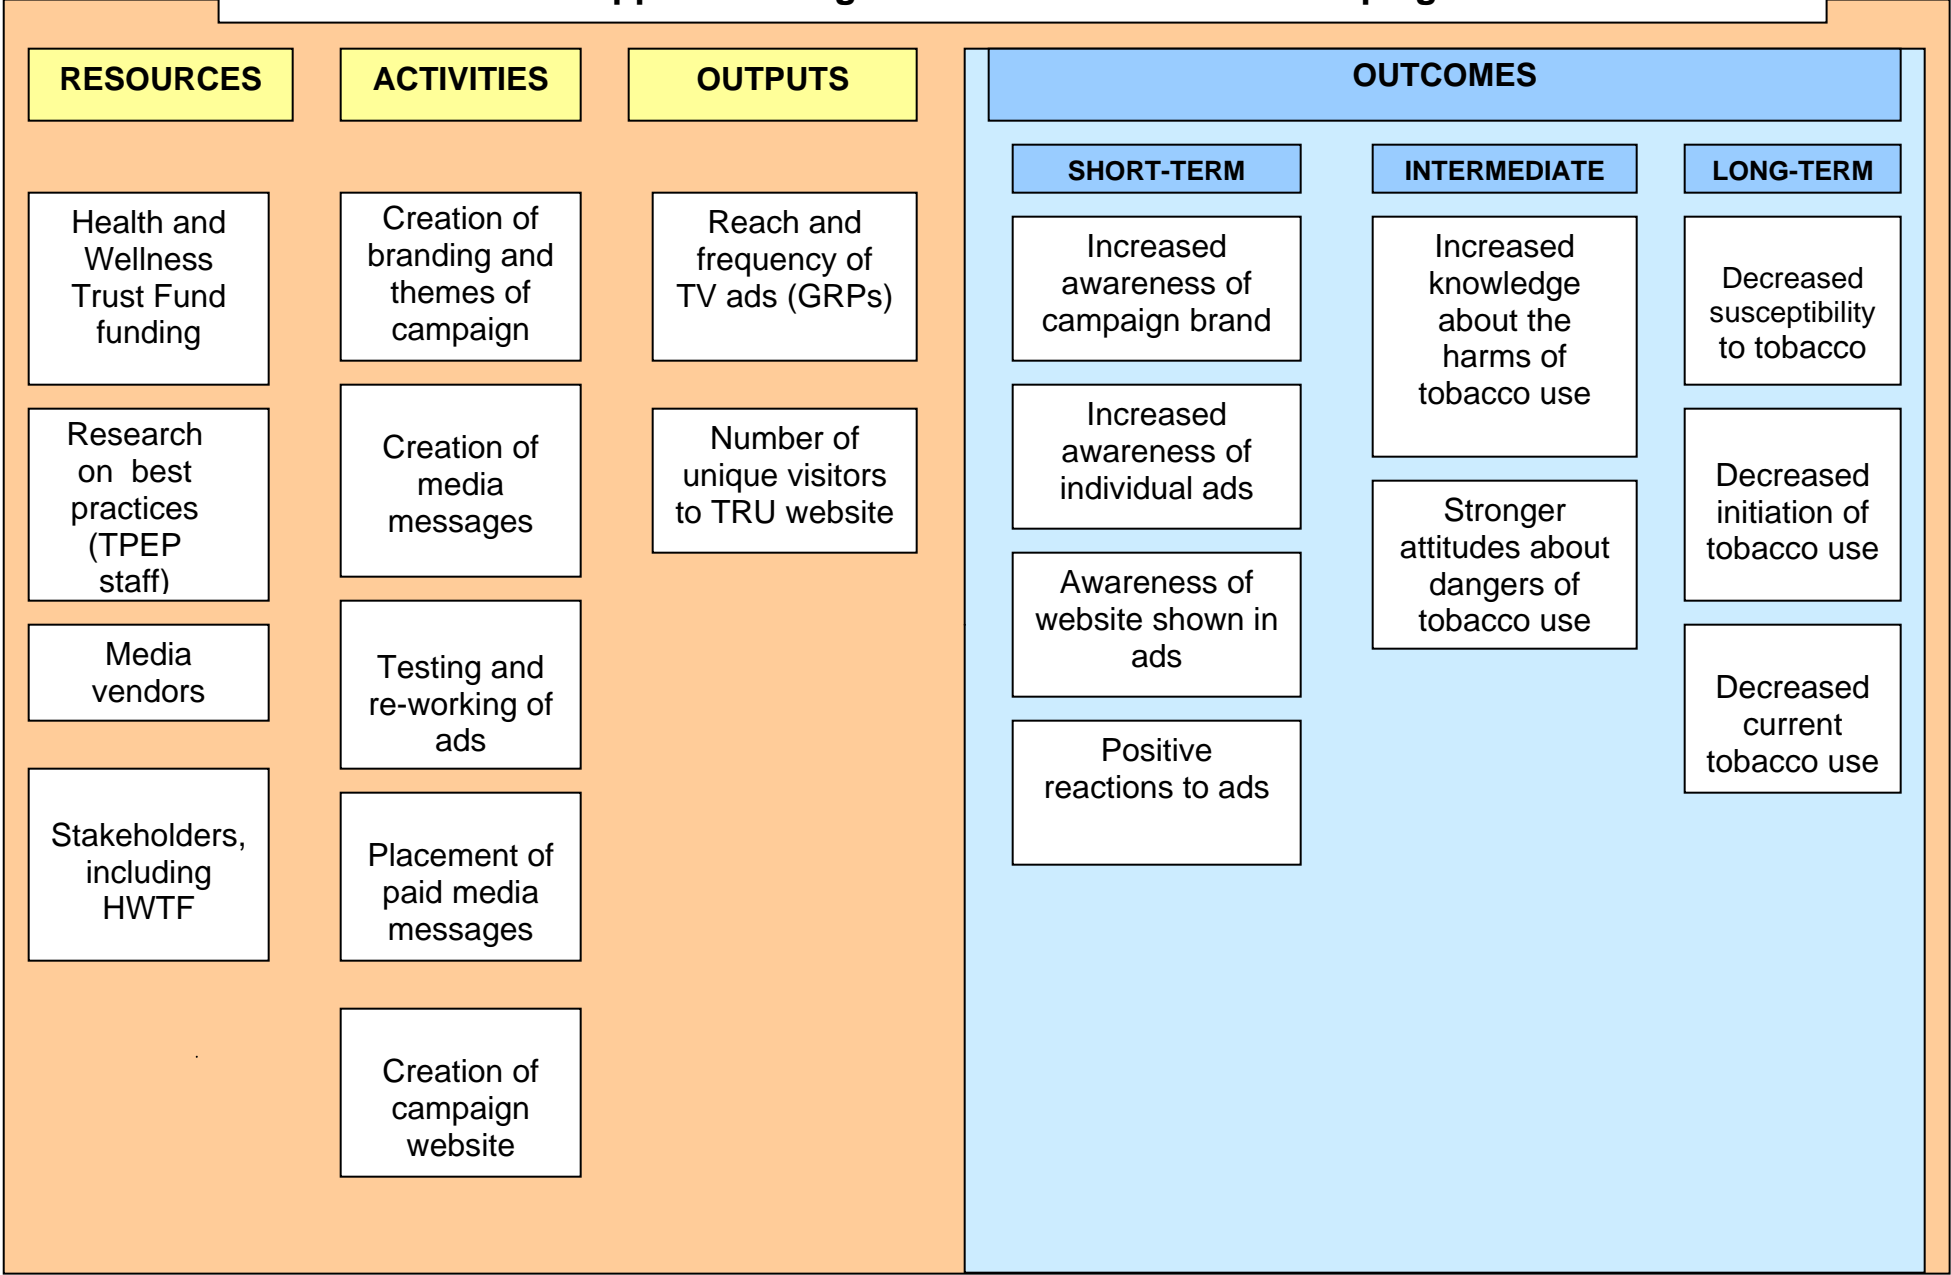 RESOURCES
ACTIVITIES
OUTPUTS
OUTCOMES
SHORT-TERM
INTERMEDIATE
LONG-TERM
Health and
Wellness
Trust Fund
funding
Research
on best
practices
(TPEP
staff)
Media
vendors
Stakeholders,
including
HWTF
Creation of
branding and
themes of
campaign
Creation of
media
messages
Testing and
re-working of
ads
Placement of
paid media
messages
Creation of
campaign
website
Reach and
frequency of
TV ads (GRPs)
Number of
unique visitors
to TRU website
Increased
awareness of
campaign brand
Increased
awareness of
individual ads
Awareness of
website shown in
ads
Positive
reactions to ads
Increased
knowledge
about the
harms of
tobacco use
Stronger
attitudes about
dangers of
tobacco use
Decreased
susceptibility
to tobacco
Decreased
initiation of
tobacco use
Decreased
current
tobacco use